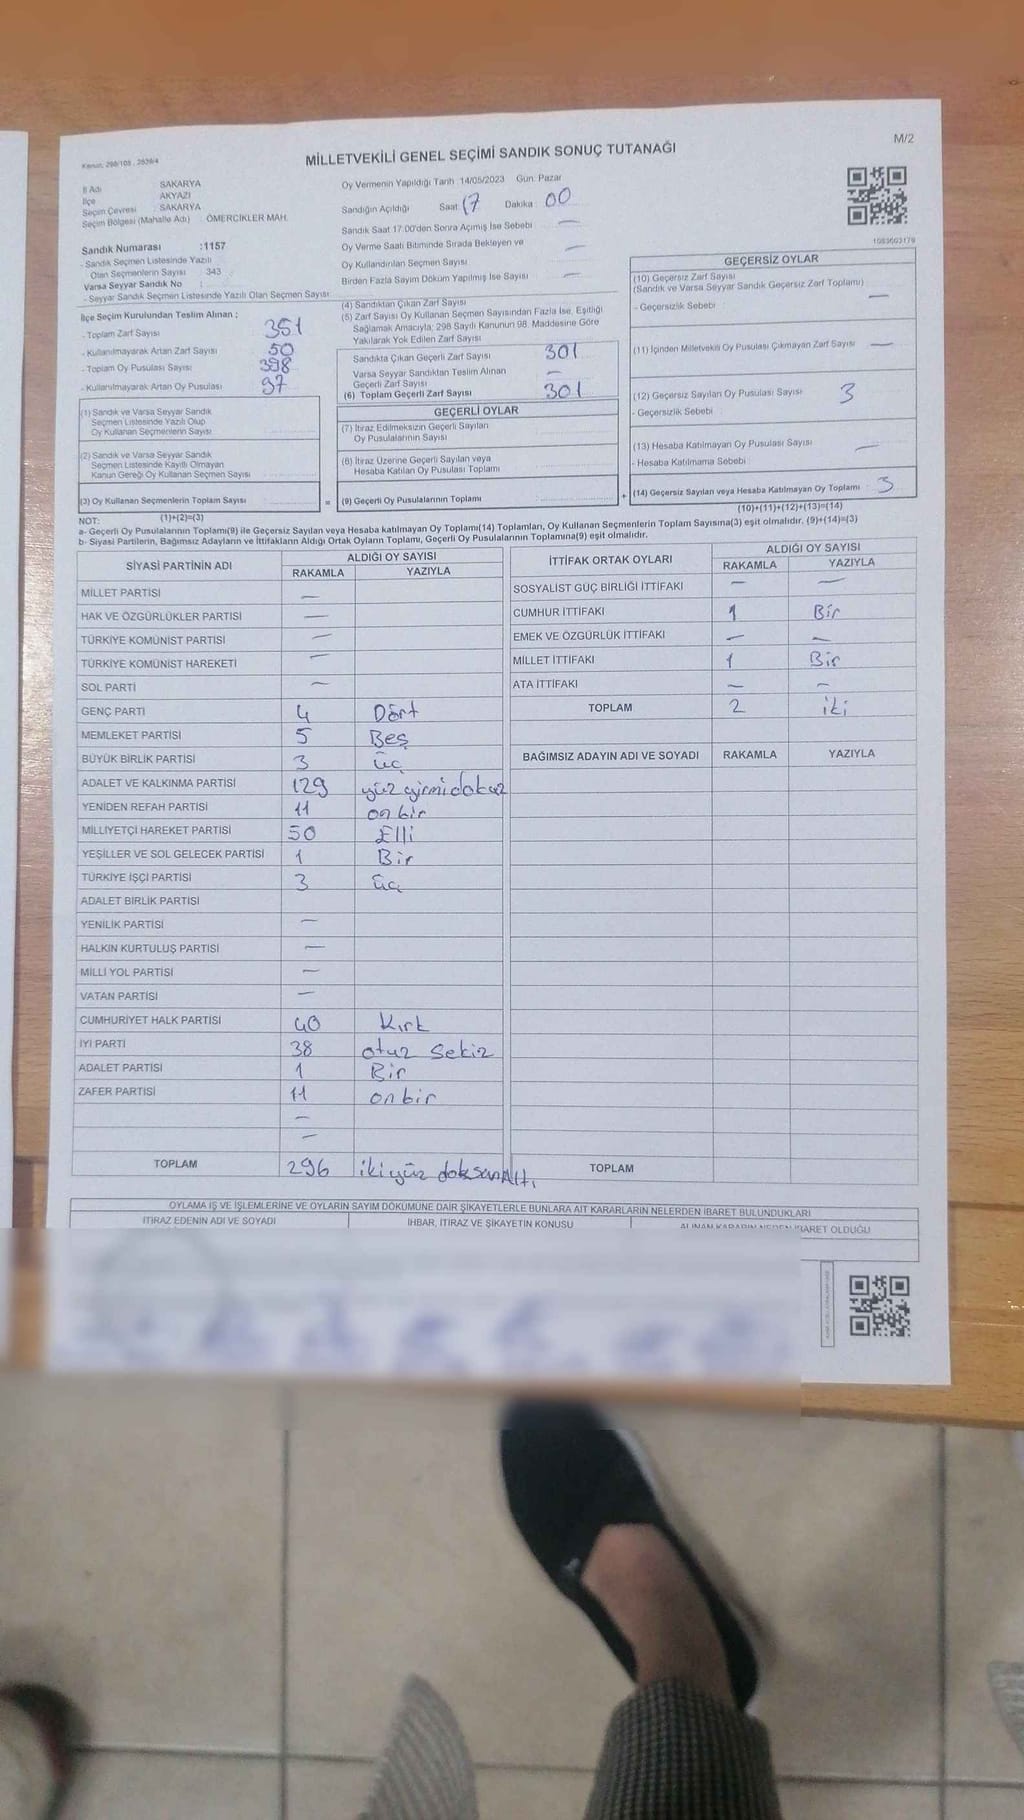 M/2
Kanun: 298/105 , 2839/4
MİLLETVEKİLİ GENEL SEÇİMİ SANDIK SONUÇ TUTANAĞI
İl Adı : SAKARYA
İlçe : AKYAZI
Seçim Çevresi : SAKARYA
Seçim Bölgesi (Mahalle Adı) : ÖMERCİKLER MAH.
Sandık Numarası :1157
- Sandık Seçmen Listesinde Yazılı
Olan Seçmenlerin Sayısı : 343
Varsa Seyyar Sandık No :
- Seyyar Sandık Seçmen Listesinde Yazılı Olan Seçmen Sayısı:
Oy Vermenin Yapıldığı Tarih :14/05/2023 Gün: Pazar
Sandığın Açıldığı Saat: 17 Dakika : 00
Sandık Saat 17:00'den Sonra Açımış İse Sebebi : —
Oy Verme Saati Bitiminde Sırada Bekleyen ve
Oy Kullandırılan Seçmen Sayısı : —
Birden Fazla Sayım Döküm Yapılmış İse Sayısı : —
1083603179
İlçe Seçim Kurulundan Teslim Alınan ;
- Toplam Zarf Sayısı 351
- Kullanılmayarak Artan Zarf Sayısı 50
- Toplam Oy Pusulası Sayısı 398
- Kullanılmayarak Artan Oy Pusulası 97
(4) Sandıktan Çıkan Zarf Sayısı
(5) Zarf Sayısı Oy Kullanan Seçmen Sayısından Fazla İse, Eşitliği
Sağlamak Amacıyla; 298 Sayılı Kanunun 98. Maddesine Göre
Yakılarak Yok Edilen Zarf Sayısı
Sandıkta Çıkan Geçerli Zarf Sayısı 301
Varsa Seyyar Sandıktan Teslim Alınan
Geçerli Zarf Sayısı —
(6) Toplam Geçerli Zarf Sayısı 301
GEÇERSİZ OYLAR
(10) Geçersiz Zarf Sayısı
(Sandık ve Varsa Seyyar Sandık Geçersiz Zarf Toplamı) —
- Geçersizlik Sebebi :
(11) İçinden Milletvekili Oy Pusulası Çıkmayan Zarf Sayısı —
(12) Geçersiz Sayılan Oy Pusulası Sayısı 3
- Geçersizlik Sebebi :
(13) Hesaba Katılmayan Oy Pusulası Sayısı —
- Hesaba Katılmama Sebebi :
(14) Geçersiz Sayılan veya Hesaba Katılmayan Oy Toplamı : 3
(10)+(11)+(12)+(13)=(14)
(1) Sandık ve Varsa Seyyar Sandık
Seçmen Listesinde Yazılı Olup
Oy Kullanan Seçmenlerin Sayısı
(2) Sandık ve Varsa Seyyar Sandık
Seçmen Listesinde Kayıtlı Olmayan
Kanun Gereği Oy Kullanan Seçmen Sayısı
(3) Oy Kullanan Seçmenlerin Toplam Sayısı =
(1)+(2)=(3)
GEÇERLİ OYLAR
(7) İtiraz Edilmeksizin Geçerli Sayılan
Oy Pusulalarının Sayısı
(8) İtiraz Üzerine Geçerli Sayılan veya
Hesaba Katılan Oy Pusulası Toplamı
(9) Geçerli Oy Pusulalarının Toplamı : +
NOT:
a- Geçerli Oy Pusulalarının Toplamı(9) ile Geçersiz Sayılan veya Hesaba katılmayan Oy Toplamı(14) Toplamları, Oy Kullanan Seçmenlerin Toplam Sayısına(3) eşit olmalıdır. (9)+(14)=(3)
b- Siyasi Partilerin, Bağımsız Adayların ve İttifakların Aldığı Ortak Oyların Toplamı, Geçerli Oy Pusulalarının Toplamına(9) eşit olmalıdır.
SİYASİ PARTİNİN ADI ALDIĞI OY SAYISI
RAKAMLA YAZIYLA
MİLLET PARTİSİ —
HAK VE ÖZGÜRLÜKLER PARTİSİ —
TÜRKİYE KOMÜNİST PARTİSİ —
TÜRKİYE KOMÜNİST HAREKETİ —
SOL PARTİ —
GENÇ PARTİ 4 Dört
MEMLEKET PARTİSİ 5 Beş
BÜYÜK BİRLİK PARTİSİ 3 üç
ADALET VE KALKINMA PARTİSİ 129 yüz yirmi dokuz
YENİDEN REFAH PARTİSİ 11 on bir
MİLLİYETÇİ HAREKET PARTİSİ 50 Elli
YEŞİLLER VE SOL GELECEK PARTİSİ 1 Bir
TÜRKİYE İŞÇİ PARTİSİ 3 üç
ADALET BİRLİK PARTİSİ
YENİLİK PARTİSİ —
HALKIN KURTULUŞ PARTİSİ —
MİLLİ YOL PARTİSİ —
VATAN PARTİSİ —
CUMHURİYET HALK PARTİSİ 40 Kırk
İYİ PARTİ 38 otuz sekiz
ADALET PARTİSİ 1 Bir
ZAFER PARTİSİ 11 on bir
—
—
TOPLAM 296 iki yüz doksan Altı
İTTİFAK ORTAK OYLARI ALDIĞI OY SAYISI
RAKAMLA YAZIYLA
SOSYALİST GÜÇ BİRLİĞİ İTTİFAKI — —
CUMHUR İTTİFAKI 1 Bir
EMEK VE ÖZGÜRLÜK İTTİFAKI — —
MİLLET İTTİFAKI 1 Bir
ATA İTTİFAKI — —
TOPLAM 2 iki
BAĞIMSIZ ADAYIN ADI VE SOYADI RAKAMLA YAZIYLA
TOPLAM
OYLAMA İŞ VE İŞLEMLERİNE VE OYLARIN SAYIM DÖKÜMÜNE DAİR ŞİKAYETLERLE BUNLARA AİT KARARLARIN NELERDEN İBARET BULUNDUKLARI
İTİRAZ EDENİN ADI VE SOYADI İHBAR, İTİRAZ VE ŞİKAYETİN KONUSU ALINAN KARARIN NEDEN İBARET OLDUĞU